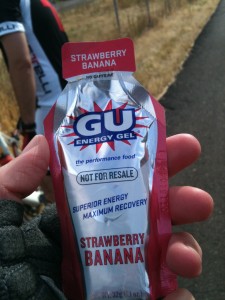 STRAWBERRY
BANANA
GU
ENERGY GEL
the performance food
NOT FOR RESALE
SUPERIOR ENERGY
MAXIMUM RECOVERY
STRAWBERRY
BANANA